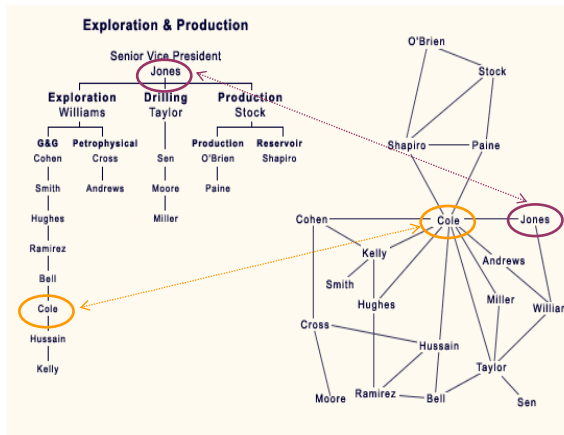 Exploration & Production
Senior Vice President
Jones
Exploration Drilling Production
Williams Taylor Stock
G&G Petrophysical Production Reservoir
Cohen Cross Sen O'Brien Shapiro
Smith Andrews Moore Paine
Hughes Miller
Ramirez
Bell
Cole
Hussain
Kelly
O'Brien
Stock
Shapiro Paine
Cohen Cole Jones
Kelly Andrews
Smith
Hughes Miller Willian
Cross
Hussain
Taylor
Moore Ramirez Bell Sen